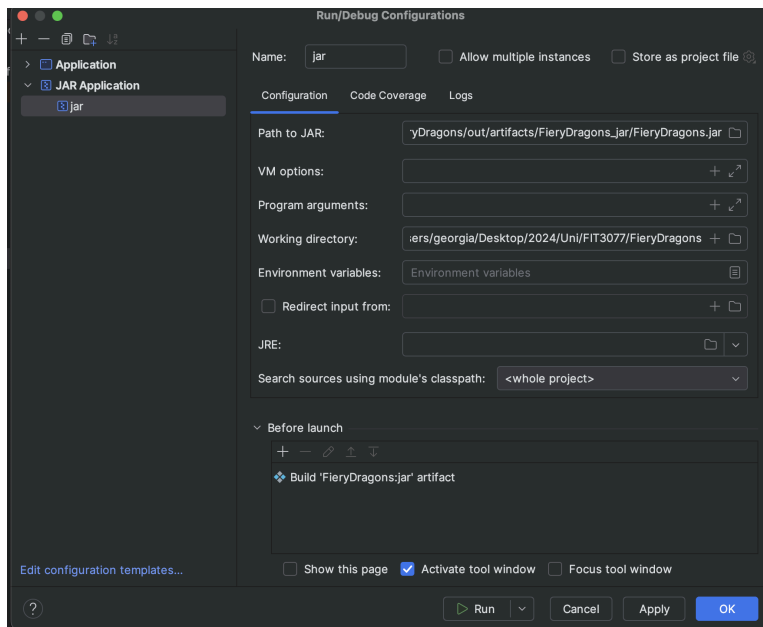 Run/Debug Configurations
Application
JAR Application
jar
Name: jar Allow multiple instances Store as project file
Configuration Code Coverage Logs
Path to JAR: yDragons/out/artifacts/FieryDragons_jar/FieryDragons.jar
VM options:
Program arguments:
Working directory: ers/georgia/Desktop/2024/Uni/FIT3077/FieryDragons
Environment variables: Environment variables
Redirect input from:
JRE:
Search sources using module's classpath: <whole project>
Before launch
Build 'FieryDragons:jar' artifact
Show this page Activate tool window Focus tool window
Edit configuration templates...
? Run Cancel Apply OK